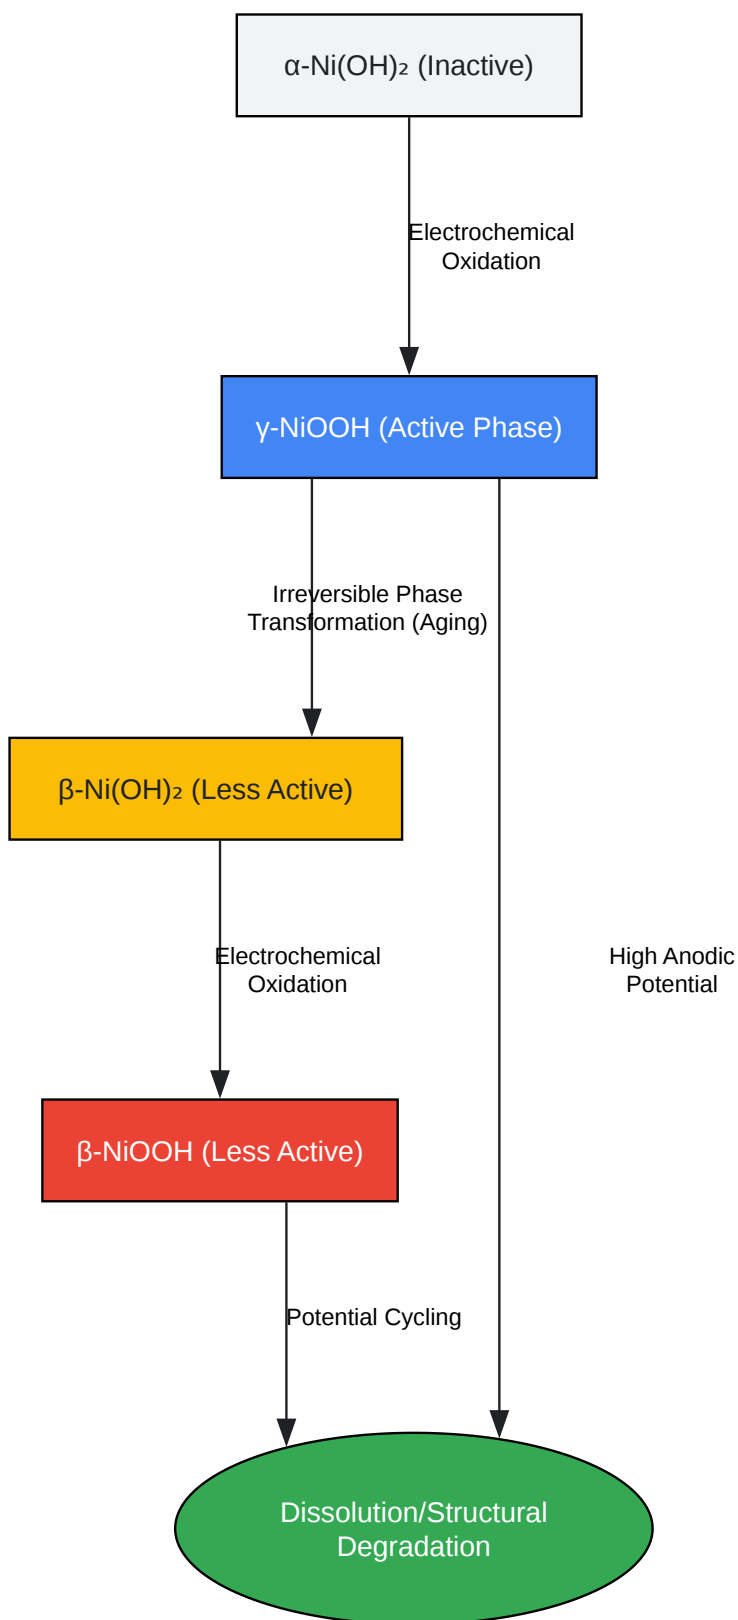 α-Ni(OH)₂ (Inactive)
Electrochemical
Oxidation
γ-NiOOH (Active Phase)
Irreversible Phase
Transformation (Aging)
β-Ni(OH)₂ (Less Active)
Electrochemical
Oxidation
High Anodic
Potential
β-NiOOH (Less Active)
Potential Cycling
Dissolution/Structural
Degradation